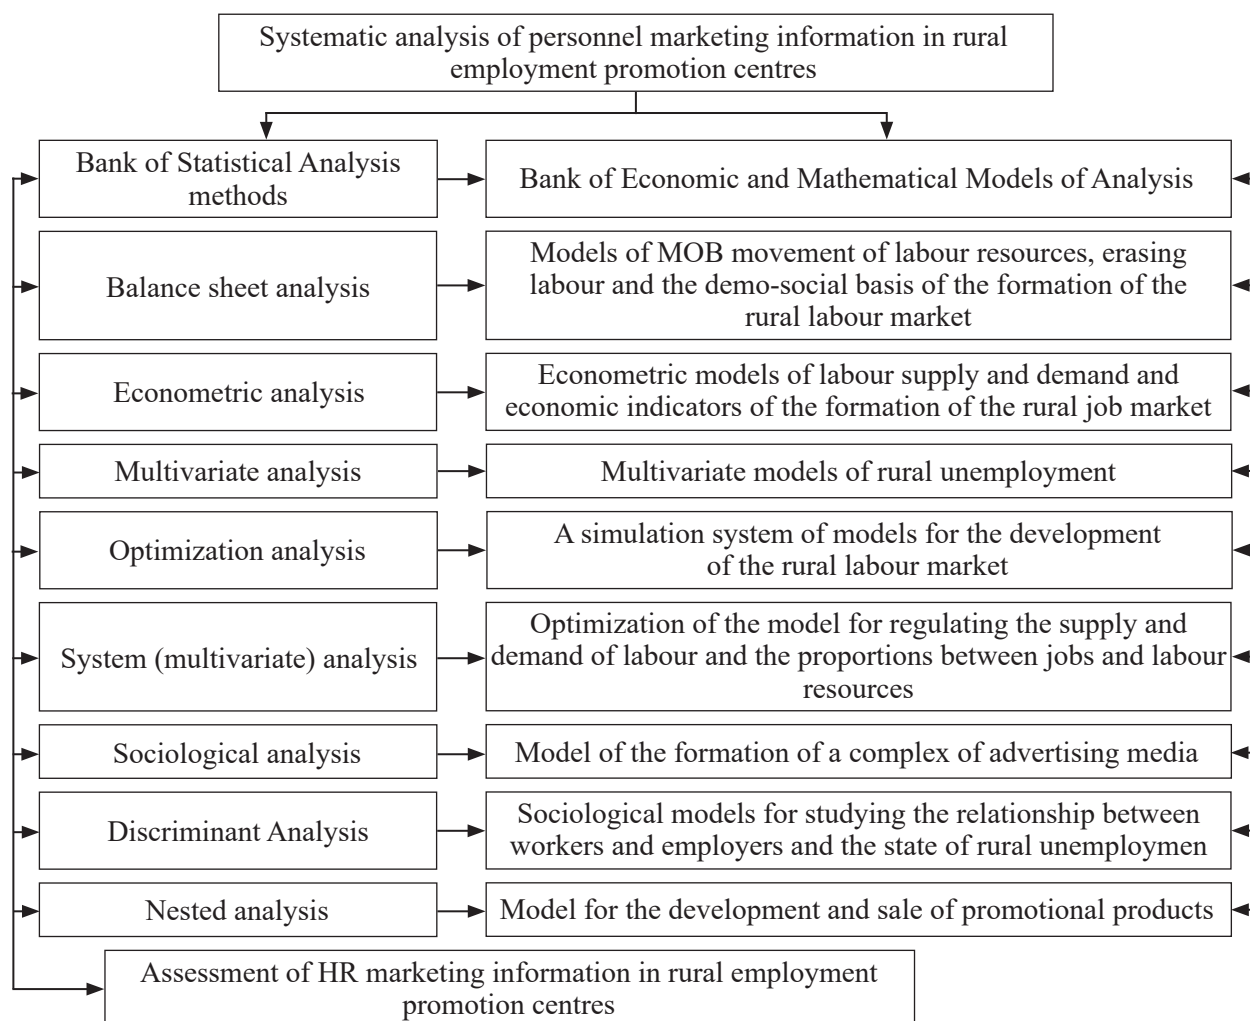 Systematic analysis of personnel marketing information in rural
employment promotion centres
Bank of Statistical Analysis
methods
Bank of Economic and Mathematical Models of Analysis
Balance sheet analysis
Models of MOB movement of labour resources, erasing
labour and the demo-social basis of the formation of the
rural labour market
Econometric analysis
Econometric models of labour supply and demand and
economic indicators of the formation of the rural job market
Multivariate analysis
Multivariate models of rural unemployment
Optimization analysis
A simulation system of models for the development
of the rural labour market
System (multivariate) analysis
Optimization of the model for regulating the supply and
demand of labour and the proportions between jobs and labour
resources
Sociological analysis
Model of the formation of a complex of advertising media
Discriminant Analysis
Sociological models for studying the relationship between
workers and employers and the state of rural unemploymen
Nested analysis
Model for the development and sale of promotional products
Assessment of HR marketing information in rural employment
promotion centres